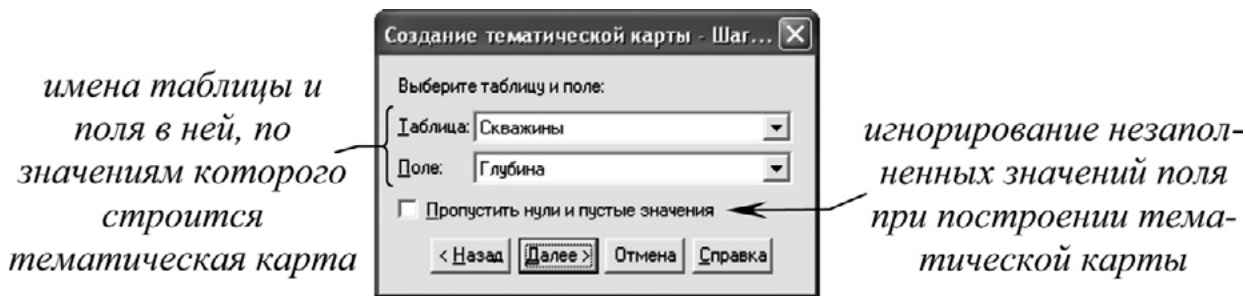 имена таблицы и
поля в ней, по
значениям которого
строится
тематическая карта
Создание тематической карты - Шаг...
Выберите таблицу и поле:
Таблица: Скважины
Поле: Глубина
Пропустить нули и пустые значения
< Назад Далее > Отмена Справка
игнорирование незапол-
ненных значений поля
при построении тема-
тической карты